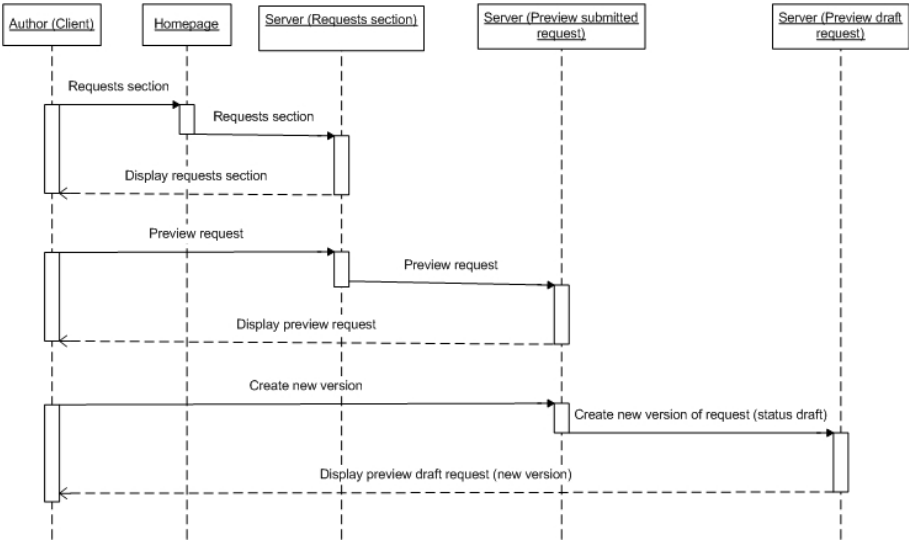 Author (Client)
Homepage
Server (Requests section)
Server (Preview submitted
request)
Server (Preview draft
request)
Requests section
Requests section
Display requests section
Preview request
Preview request
Display preview request
Create new version
Create new version of request (status draft)
Display preview draft request (new version)